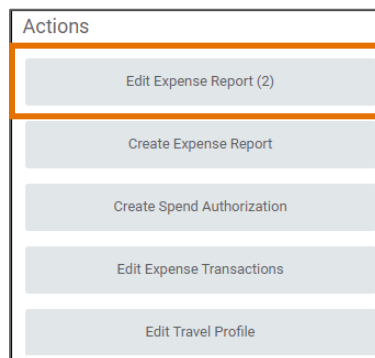 Actions
Edit Expense Report (2)
Create Expense Report
Create Spend Authorization
Edit Expense Transactions
Edit Travel Profile